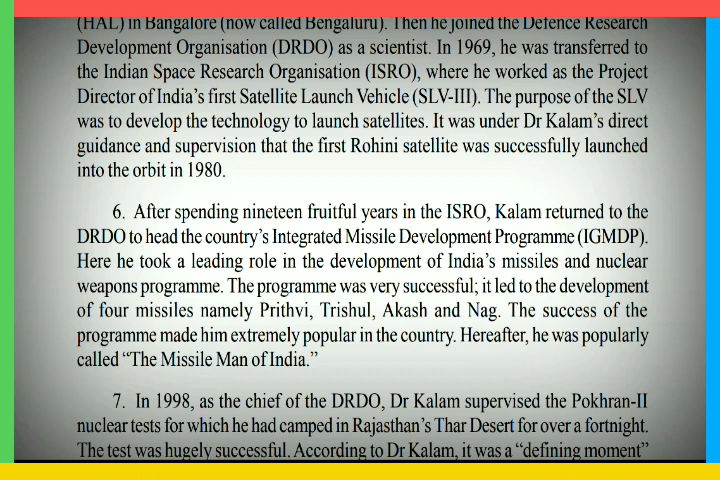 (HAL) in Bangalore (now called Bengaluru). Then he joined the Defence Research
Development Organisation (DRDO) as a scientist. In 1969, he was transferred to
the Indian Space Research Organisation (ISRO), where he worked as the Project
Director of India's first Satellite Launch Vehicle (SLV-III). The purpose of the SLV
was to develop the technology to launch satellites. It was under Dr Kalam's direct
guidance and supervision that the first Rohini satellite was successfully launched
into the orbit in 1980.
6. After spending nineteen fruitful years in the ISRO, Kalam returned to the
DRDO to head the country's Integrated Missile Development Programme (IGMDP).
Here he took a leading role in the development of India's missiles and nuclear
weapons programme. The programme was very successful; it led to the development
of four missiles namely Prithvi, Trishul, Akash and Nag. The success of the
programme made him extremely popular in the country. Hereafter, he was popularly
called “The Missile Man of India.”
7. In 1998, as the chief of the DRDO, Dr Kalam supervised the Pokhran-II
nuclear tests for which he had camped in Rajasthan's Thar Desert for over a fortnight.
The test was hugely successful. According to Dr Kalam, it was a “defining moment”